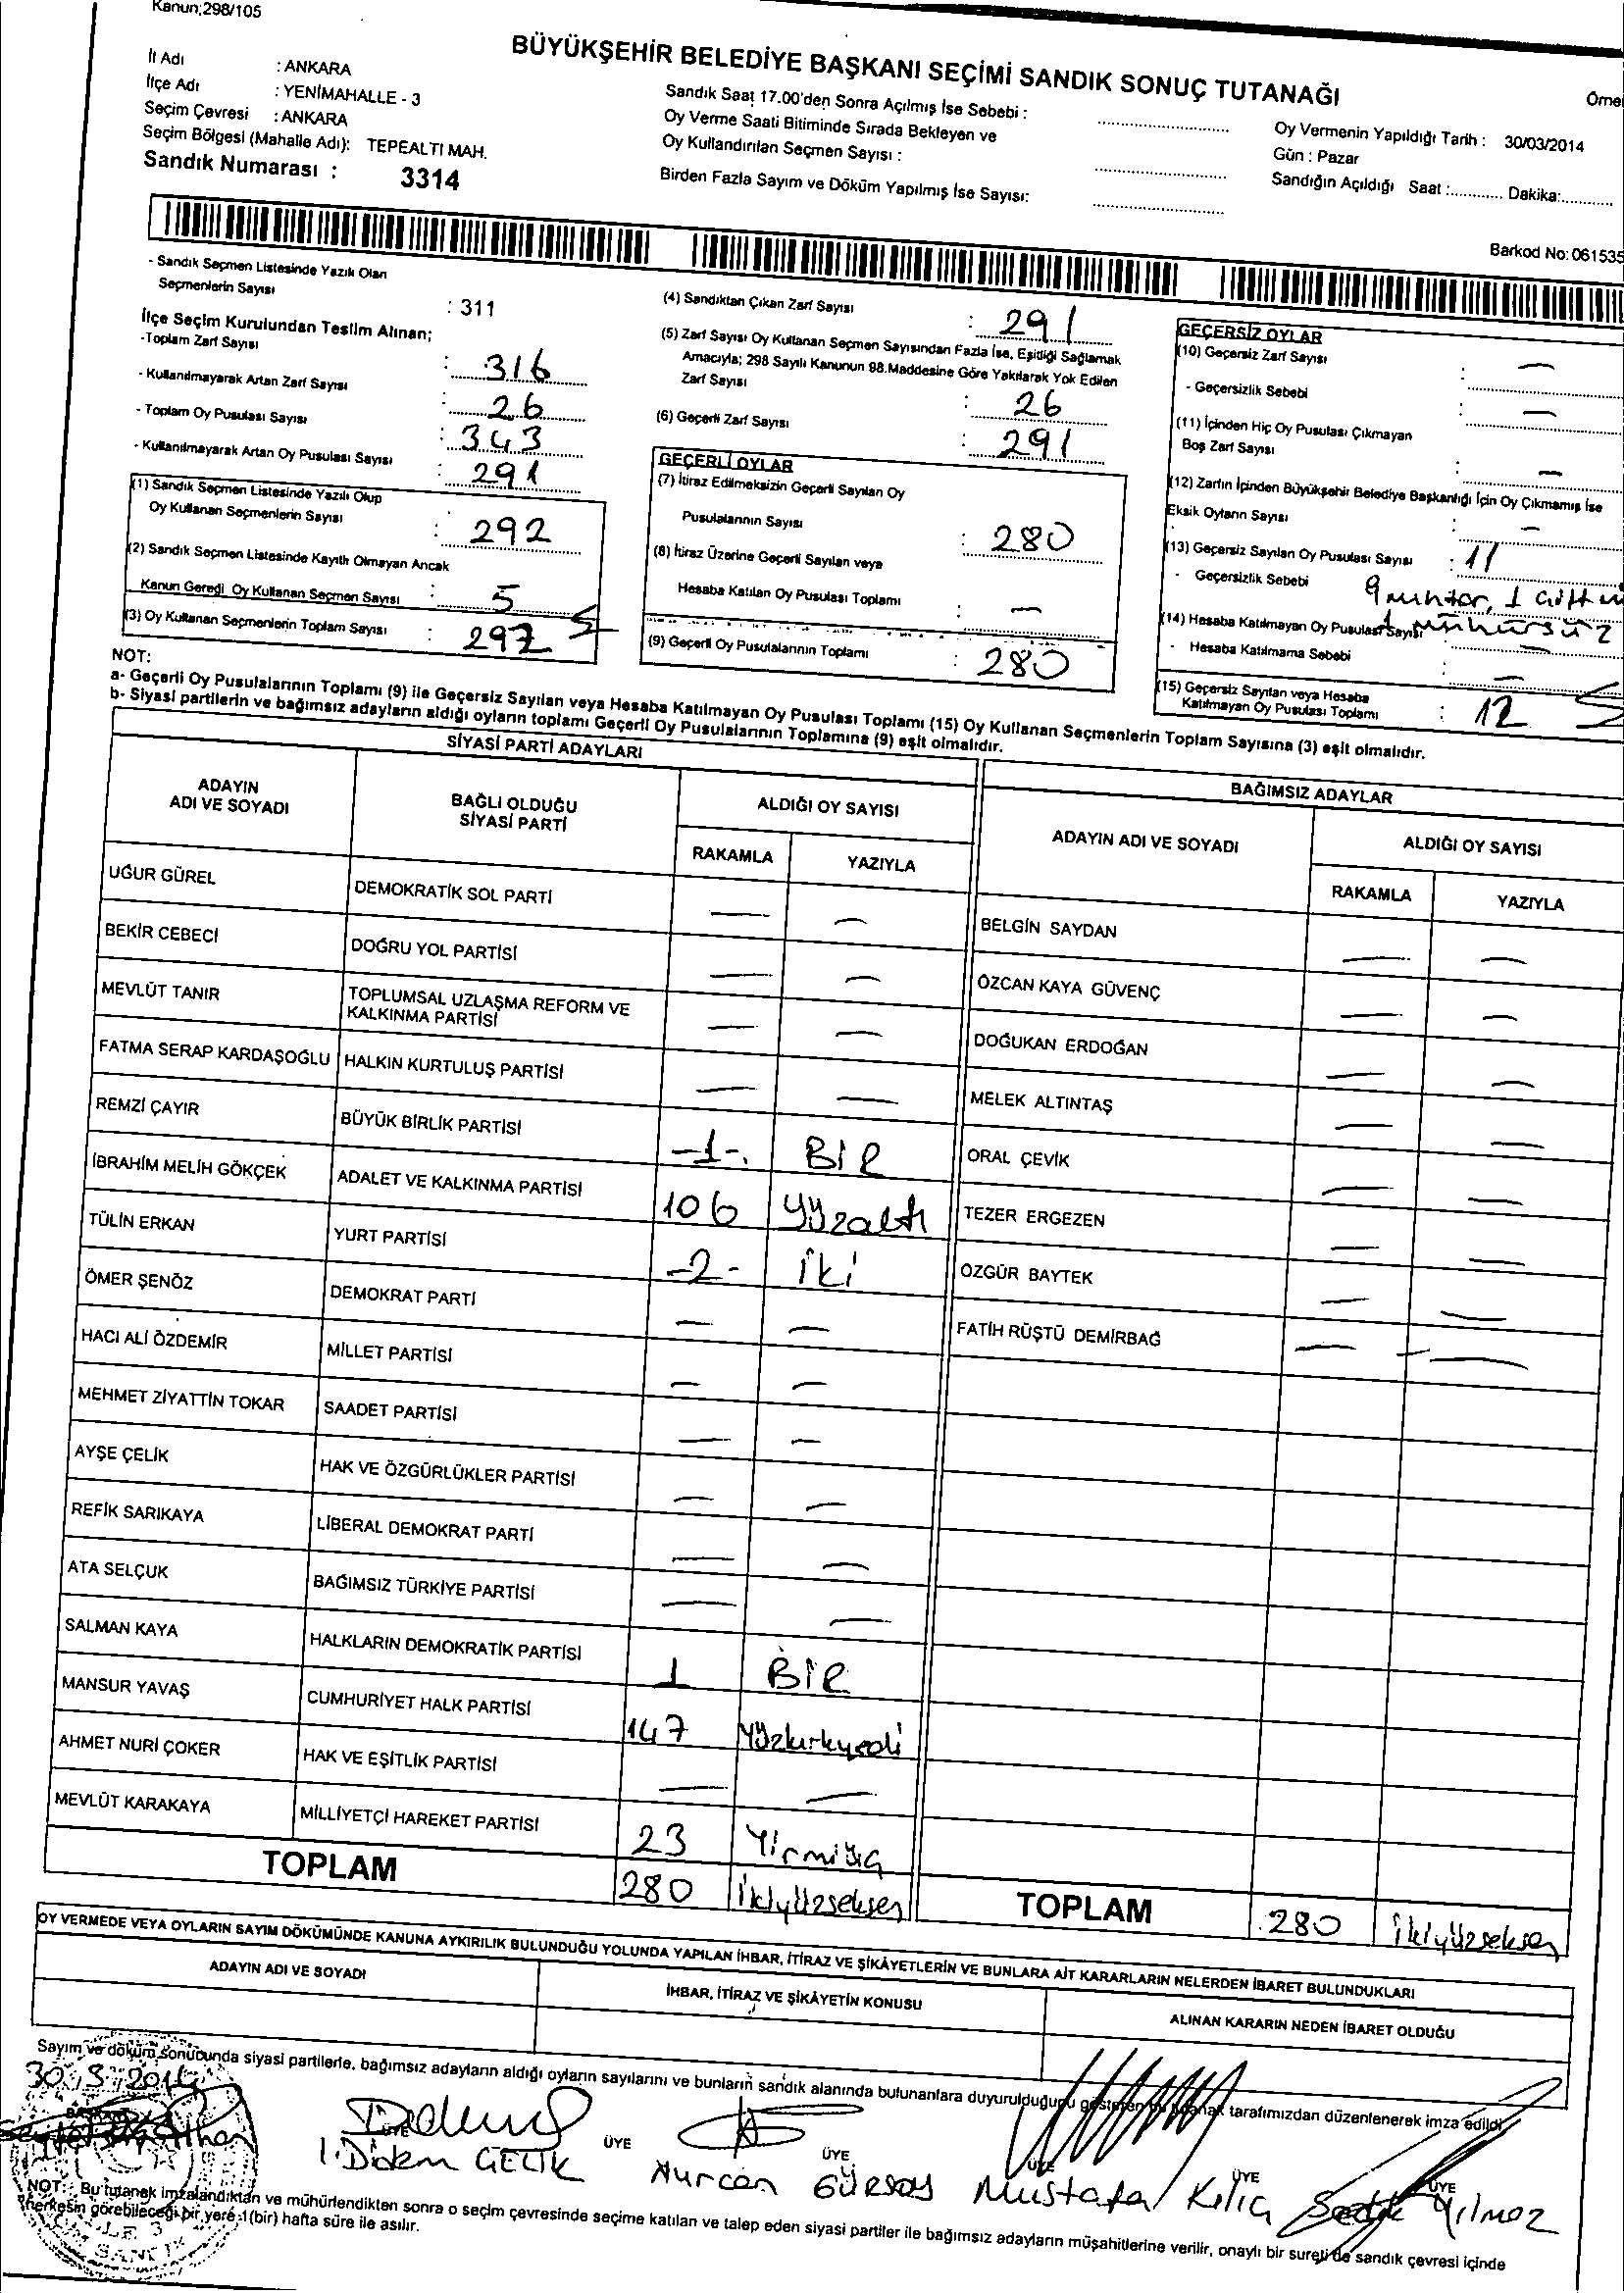 Kanun;298/105
BÜYÜKŞEHİR BELEDİYE BAŞKANI SEÇİMİ SANDIK SONUÇ TUTANAĞI
İl Adı : ANKARA
İlçe Adı : YENİMAHALLE - 3
Seçim Çevresi : ANKARA
Seçim Bölgesi (Mahalle Adı): TEPEALTI MAH.
Sandık Numarası : 3314
Sandık Saat 17.00'den Sonra Açılmış İse Sebebi :
Oy Verme Saati Bitiminde Sırada Bekleyen ve
Oy Kullandırılan Seçmen Sayısı :
Birden Fazla Sayım ve Döküm Yapılmış İse Sayısı:
Oy Vermenin Yapıldığı Tarih : 30/03/2014
Gün : Pazar
Sandığın Açıldığı Saat :............ Dakika:............
Barkod No: 061535
- Sandık Seçmen Listesinde Yazılı Olan
Seçmenlerin Sayısı : 311
İlçe Seçim Kurulundan Teslim Alınan;
-Toplam Zarf Sayısı : 316
- Kullanılmayarak Artan Zarf Sayısı : 26
- Toplam Oy Pusulası Sayısı : 343
- Kullanılmayarak Artan Oy Pusulası Sayısı : 291
(1) Sandık Seçmen Listesinde Yazılı Olup
Oy Kullanan Seçmenlerin Sayısı : 292
(2) Sandık Seçmen Listesinde Kayıtlı Olmayan Ancak
Kanun Gereği Oy Kullanan Seçmen Sayısı : 5
(3) Oy Kullanan Seçmenlerin Toplam Sayısı : 297
(4) Sandıktan Çıkan Zarf Sayısı : 291
(5) Zarf Sayısı Oy Kullanan Seçmen Sayısından Fazla İse, Eşitliği Sağlamak
Amacıyla; 298 Sayılı Kanunun 98.Maddesine Göre Yakılarak Yok Edilen
Zarf Sayısı : 26
(6) Geçerli Zarf Sayısı : 291
GEÇERLİ OYLAR
(7) İtiraz Edilmeksizin Geçerli Sayılan Oy
Pusulalarının Sayısı : 280
(8) İtiraz Üzerine Geçerli Sayılan veya
Hesaba Katılan Oy Pusulası Toplamı : —
(9) Geçerli Oy Pusulalarının Toplamı : 280
GEÇERSİZ OYLAR
(10) Geçersiz Zarf Sayısı : —
- Geçersizlik Sebebi : —
(11) İçinden Hiç Oy Pusulası Çıkmayan
Boş Zarf Sayısı : —
(12) Zarfın İçinden Büyükşehir Belediye Başkanlığı İçin Oy Çıkmamış İse
Eksik Oyların Sayısı : —
(13) Geçersiz Sayılan Oy Pusulası Sayısı : 11
- Geçersizlik Sebebi 1 mühürsüz
(14) Hesaba Katılmayan Oy Pusulası Sayısı : —
- Hesaba Katılmama Sebebi : —
(15) Geçersiz Sayılan veya Hesaba
Katılmayan Oy Pusulası Toplamı : 12
NOT:
a- Geçerli Oy Pusulalarının Toplamı (9) ile Geçersiz Sayılan veya Hesaba Katılmayan Oy Pusulası Toplamı (15) Oy Kullanan Seçmenlerin Toplam Sayısına (3) eşit olmalıdır.
b- Siyasi partilerin ve bağımsız adayların aldığı oyların toplamı Geçerli Oy Pusulalarının Toplamına (9) eşit olmalıdır.
SİYASİ PARTİ ADAYLARI
ADAYIN ADI VE SOYADI BAĞLI OLDUĞU SİYASİ PARTİ ALDIĞI OY SAYISI
RAKAMLA YAZIYLA
UĞUR GÜREL DEMOKRATİK SOL PARTİ — —
BEKİR CEBECİ DOĞRU YOL PARTİSİ — —
MEVLÜT TANIR TOPLUMSAL UZLAŞMA REFORM VE KALKINMA PARTİSİ — —
FATMA SERAP KARDAŞOĞLU HALKIN KURTULUŞ PARTİSİ — —
REMZİ ÇAYIR BÜYÜK BİRLİK PARTİSİ -1-. BİR
İBRAHİM MELİH GÖKÇEK ADALET VE KALKINMA PARTİSİ 106 yüzaltı
TÜLİN ERKAN YURT PARTİSİ -2- iki
ÖMER ŞENÖZ DEMOKRAT PARTİ — —
HACI ALİ ÖZDEMİR MİLLET PARTİSİ — —
MEHMET ZİYATTİN TOKAR SAADET PARTİSİ — —
AYŞE ÇELİK HAK VE ÖZGÜRLÜKLER PARTİSİ — —
REFİK SARIKAYA LİBERAL DEMOKRAT PARTİ — —
ATA SELÇUK BAĞIMSIZ TÜRKİYE PARTİSİ — —
SALMAN KAYA HALKLARIN DEMOKRATİK PARTİSİ 1 BİR
MANSUR YAVAŞ CUMHURİYET HALK PARTİSİ 147 yüzkırkyedi
AHMET NURİ ÇOKER HAK VE EŞİTLİK PARTİSİ — —
MEVLÜT KARAKAYA MİLLİYETÇİ HAREKET PARTİSİ 23 Yirmiüç
TOPLAM 280 ikiyüzseksen
BAĞIMSIZ ADAYLAR
ADAYIN ADI VE SOYADI ALDIĞI OY SAYISI
RAKAMLA YAZIYLA
BELGİN SAYDAN — —
ÖZCAN KAYA GÜVENÇ — —
DOĞUKAN ERDOĞAN — —
MELEK ALTINTAŞ — —
ORAL ÇEVİK — —
TEZER ERGEZEN — —
ÖZGÜR BAYTEK — —
FATİH RÜŞTÜ DEMİRBAĞ — —
TOPLAM 280 ikiyüzseksen
OY VERMEDE VEYA OYLARIN SAYIM DÖKÜMÜNDE KANUNA AYKIRILIK BULUNDUĞU YOLUNDA YAPILAN İHBAR, İTİRAZ VE ŞİKÂYETLERİN VE BUNLARA AİT KARARLARIN NELERDEN İBARET BULUNDUKLARI
ADAYIN ADI VE SOYADI İHBAR, İTİRAZ VE ŞİKÂYETİN KONUSU ALINAN KARARIN NEDEN İBARET OLDUĞU
Sayım ve döküm sonucunda siyasi partilerle, bağımsız adayların aldığı oyların sayılarını ve bunların sandık alanında bulunanlara duyurulduğunu gösteren bu tutanak tarafımızdan düzenlenerek imza edildi.
30.3.2014
ÜYE ÜYE ÜYE ÜYE ÜYE
Didem ÇELİK Nurcan GÜRSOY Mustafa Kılıç Sedik Yılmaz
NOT: Bu tutanak imzalandıktan ve mühürlendikten sonra o seçim çevresinde seçime katılan ve talep eden siyasi partiler ile bağımsız adayların müşahitlerine verilir, onaylı bir sureti de sandık çevresi içinde
herkesin görebileceği bir yere 1(bir) hafta süre ile asılır.